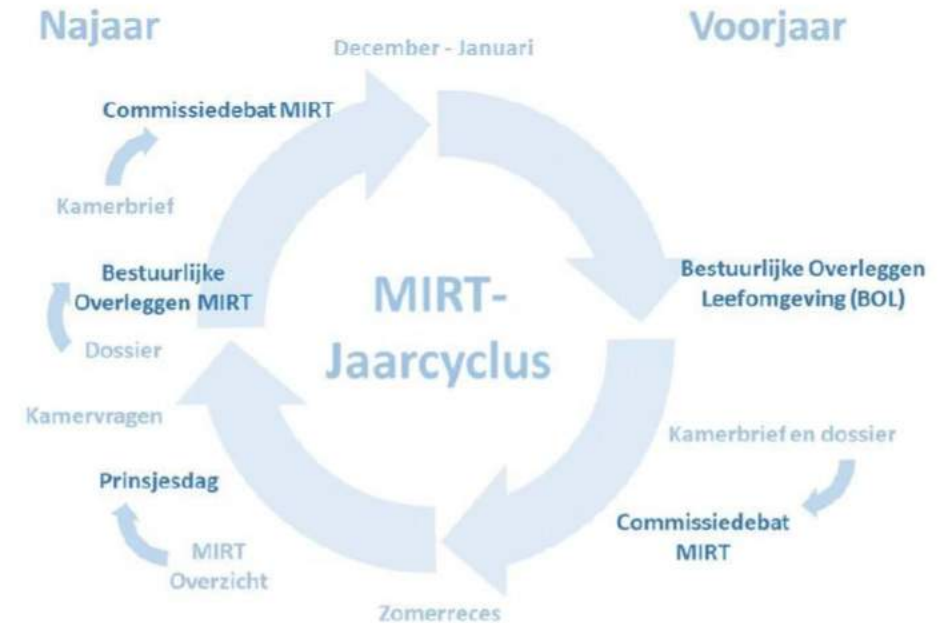 Najaar
Voorjaar
December - Januari
Commissiedebat MIRT
Kamerbrief
Bestuurlijke
Overleggen MIRT
Dossier
Kamervragen
Prinsjesdag
MIRT
Overzicht
MIRT-
Jaarcyclus
Bestuurlijke Overleggen
Leefomgeving (BOL)
Kamerbrief en dossier
Commissiedebat
MIRT
Zomerreces